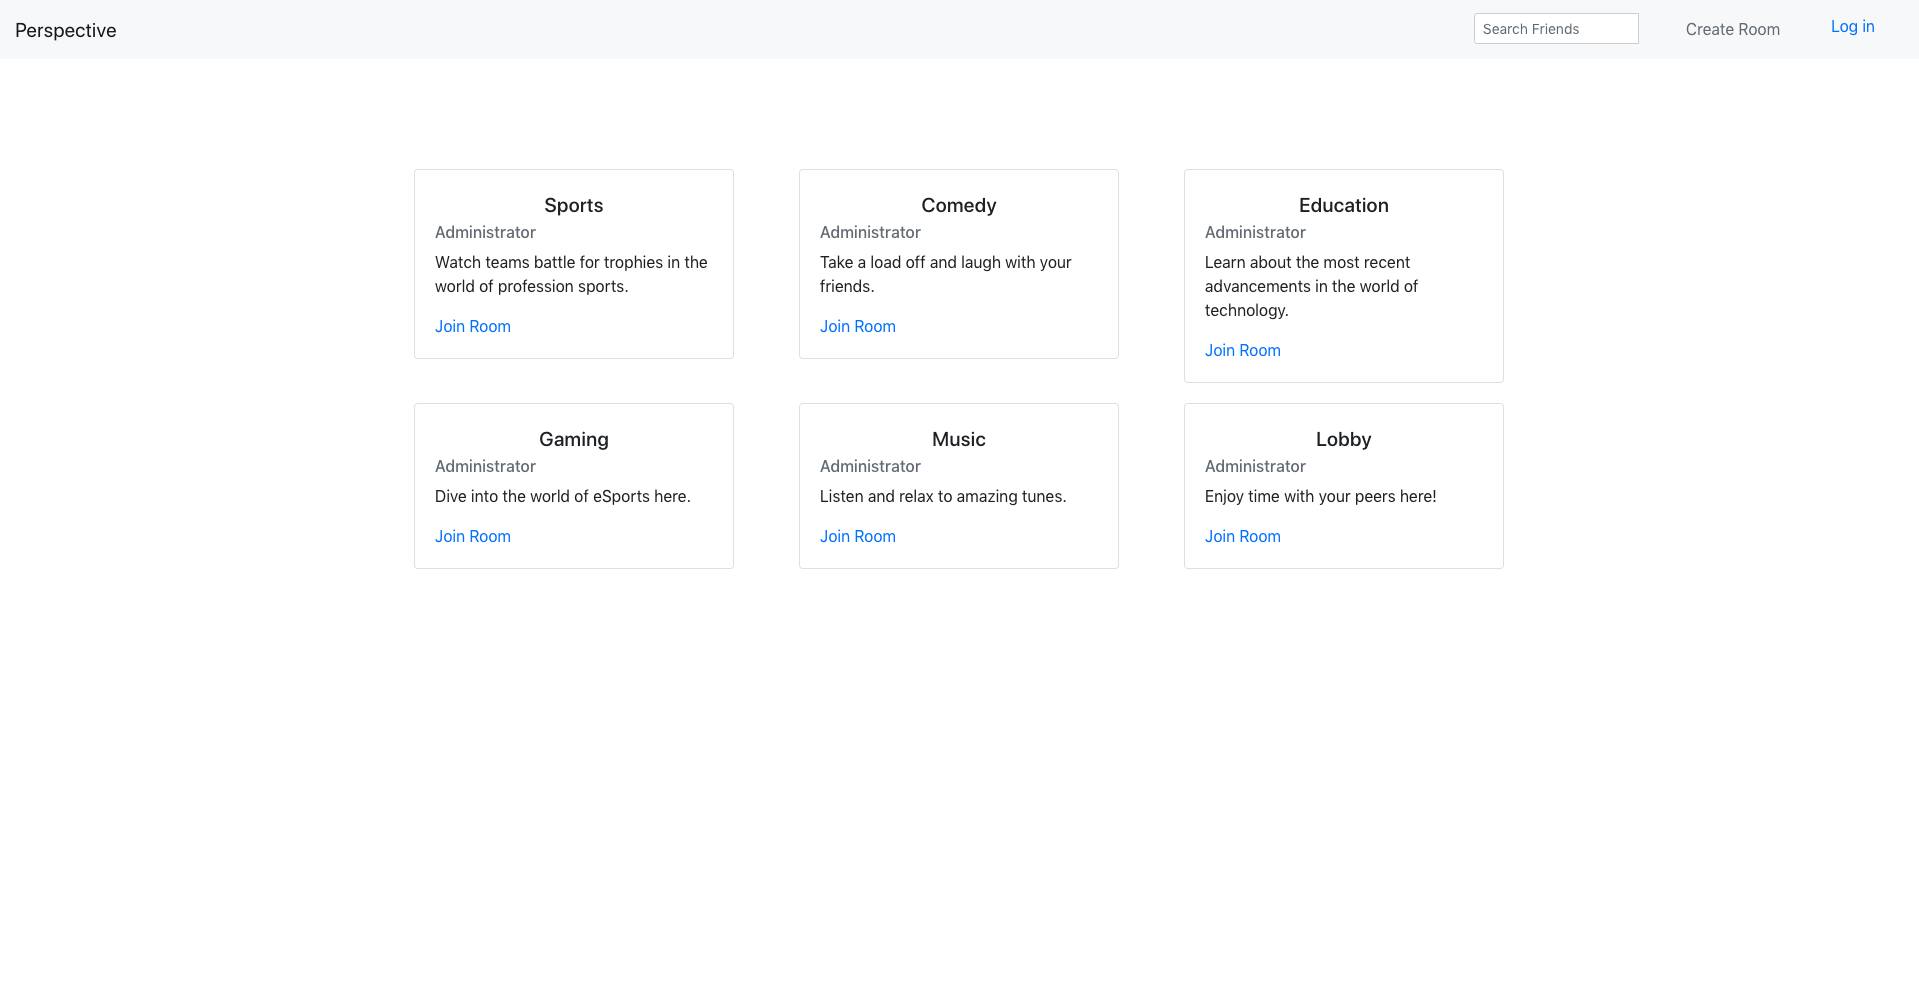 Perspective
Search Friends
Create Room
Log in
Sports
Administrator
Watch teams battle for trophies in the
world of profession sports.
Join Room
Comedy
Administrator
Take a load off and laugh with your
friends.
Join Room
Education
Administrator
Learn about the most recent
advancements in the world of
technology.
Join Room
Gaming
Administrator
Dive into the world of eSports here.
Join Room
Music
Administrator
Listen and relax to amazing tunes.
Join Room
Lobby
Administrator
Enjoy time with your peers here!
Join Room